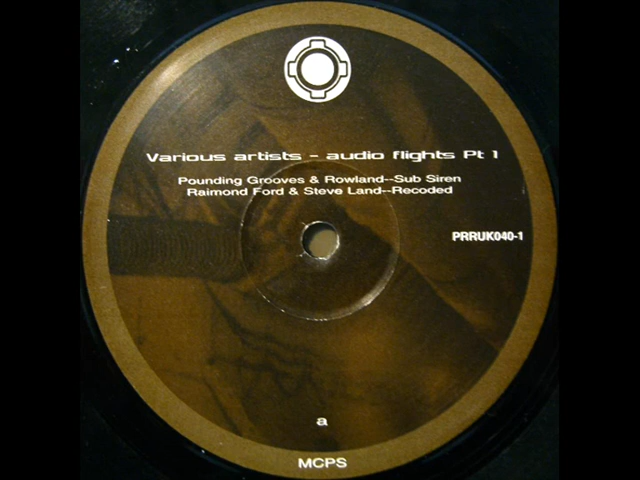 Various artists - audio flights Pt 1
Pounding Grooves & Rowland--Sub Siren
Raimond Ford & Steve Land--Recoded
PRRUK040-1
a
MCPS